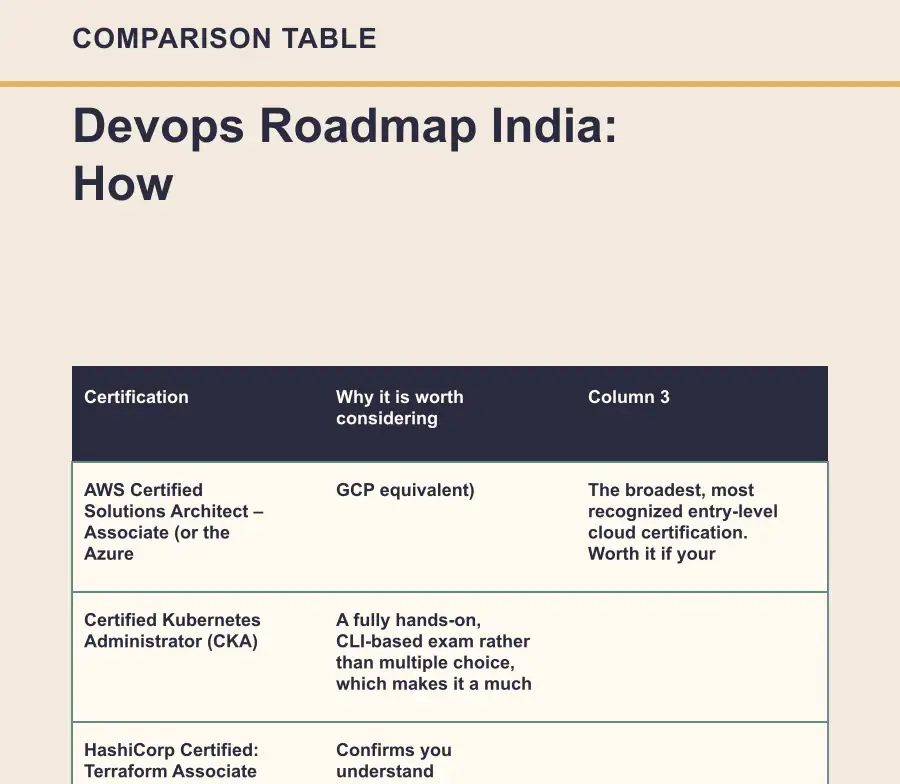 COMPARISON TABLE
Devops Roadmap India:
How
Certification
Why it is worth
considering
Column 3
AWS Certified
Solutions Architect –
Associate (or the
Azure
GCP equivalent)
The broadest, most
recognized entry-level
cloud certification.
Worth it if your
Certified Kubernetes
Administrator (CKA)
A fully hands-on,
CLI-based exam rather
than multiple choice,
which makes it a much
HashiCorp Certified:
Terraform Associate
Confirms you
understand